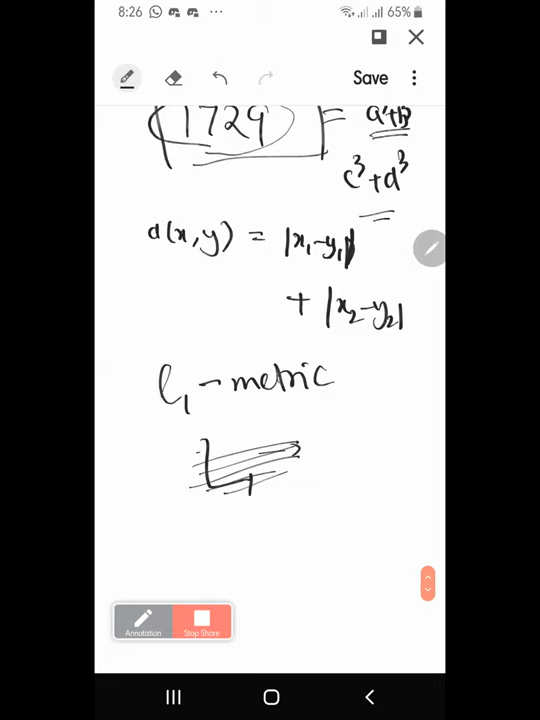 8:26 65%
Save
1729 = a³+b³
c³+d³
d(x,y) = |x₁-y₁|
+ |x₂-y₂|
l₁ - metric
Annotation Stop Share